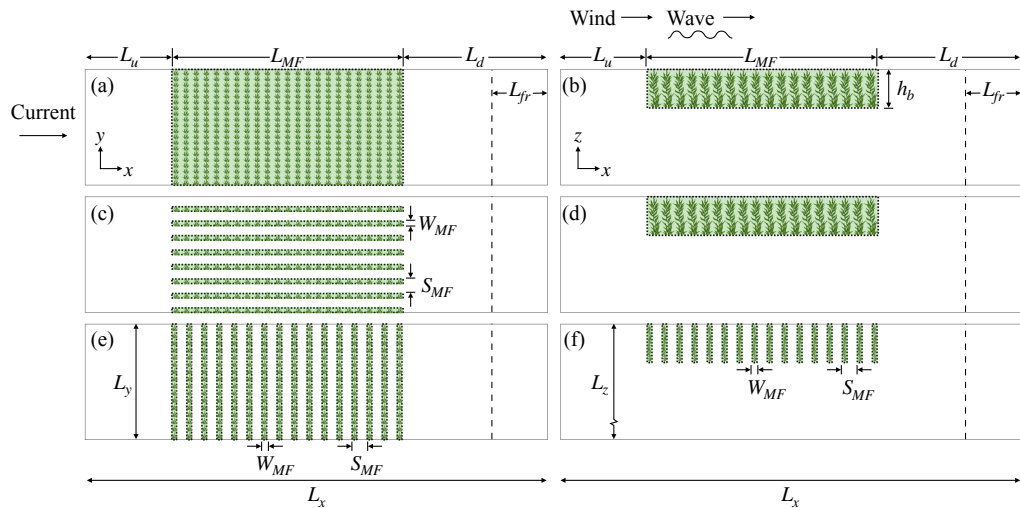 Wind Wave
L_u L_MF L_d L_u L_MF L_d
(a) L_fr (b) h_b L_fr
Current
y z
x x
(c) W_MF (d)
S_MF
(e) (f)
L_y L_z
W_MF S_MF
W_MF S_MF
L_x L_x